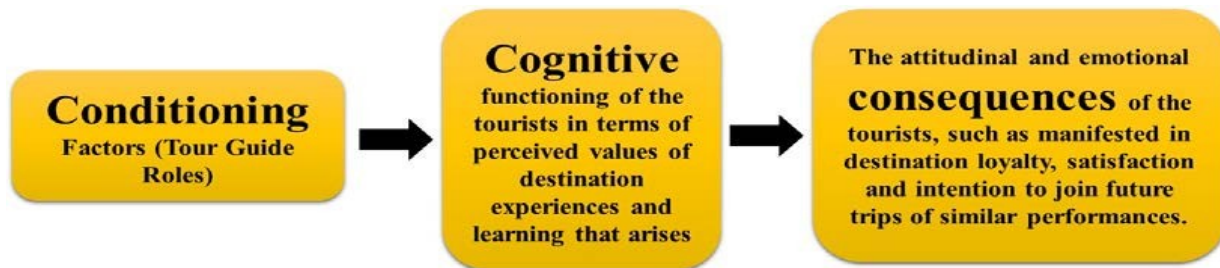 Conditioning
Factors (Tour Guide
Roles)
Cognitive
functioning of the
tourists in terms of
perceived values of
destination
experiences and
learning that arises
The attitudinal and emotional
consequences of the
tourists, such as manifested in
destination loyalty, satisfaction
and intention to join future
trips of similar performances.